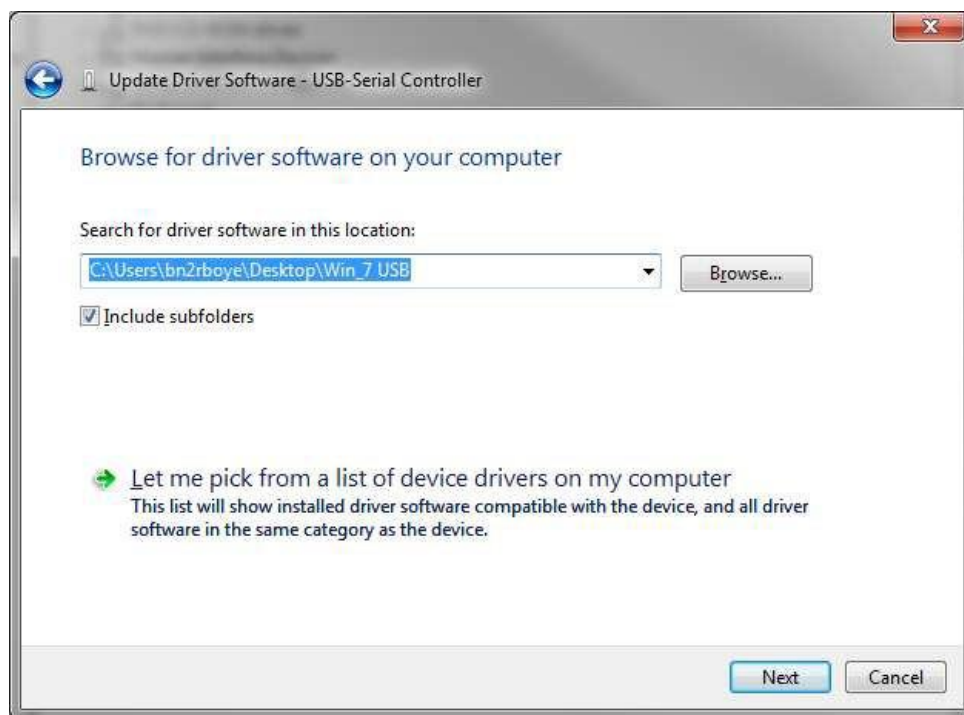 Update Driver Software - USB-Serial Controller
Browse for driver software on your computer
Search for driver software in this location:
C:\Users\bn2rboye\Desktop\Win_7 USB
Browse...
Include subfolders
Let me pick from a list of device drivers on my computer
This list will show installed driver software compatible with the device, and all driver
software in the same category as the device.
Next
Cancel